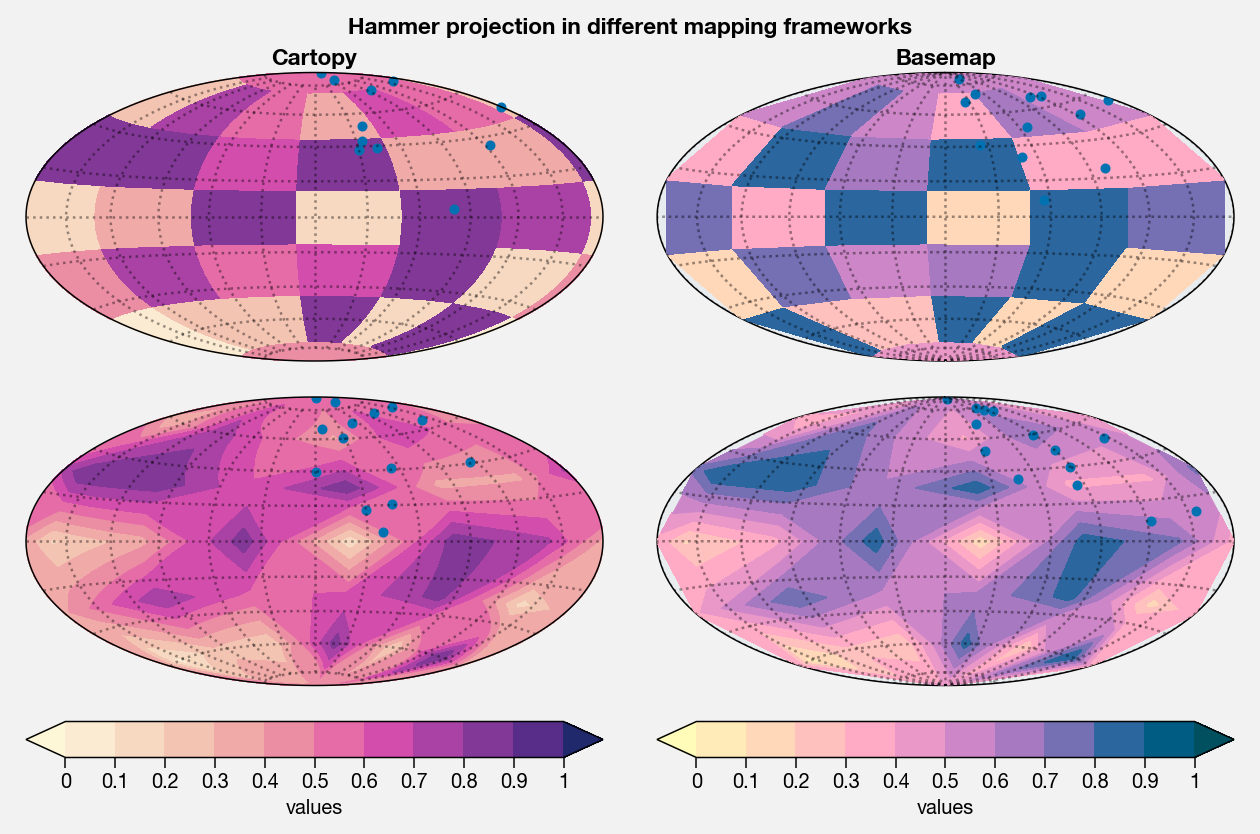 Hammer projection in different mapping frameworks
Cartopy
Basemap
0 0.1 0.2 0.3 0.4 0.5 0.6 0.7 0.8 0.9 1
values
0 0.1 0.2 0.3 0.4 0.5 0.6 0.7 0.8 0.9 1
values